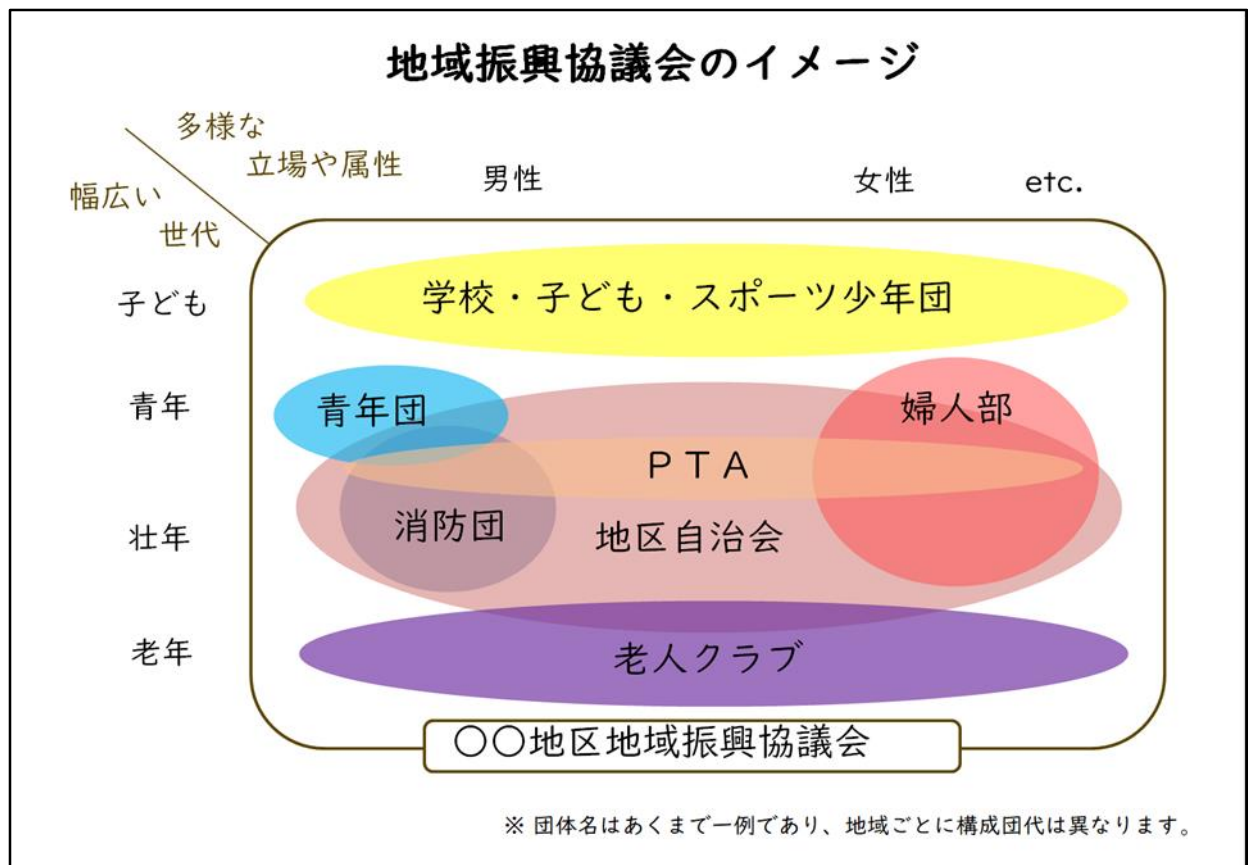 地域振興協議会のイメージ
多様な
立場や属性
幅広い
世代
男性
女性
etc.
子ども
学校・子ども・スポーツ少年団
青年
青年団
婦人部
PTA
壮年
消防団
地区自治会
老年
老人クラブ
○○地区地域振興協議会
※ 団体名はあくまで一例であり、地域ごとに構成団代は異なります。